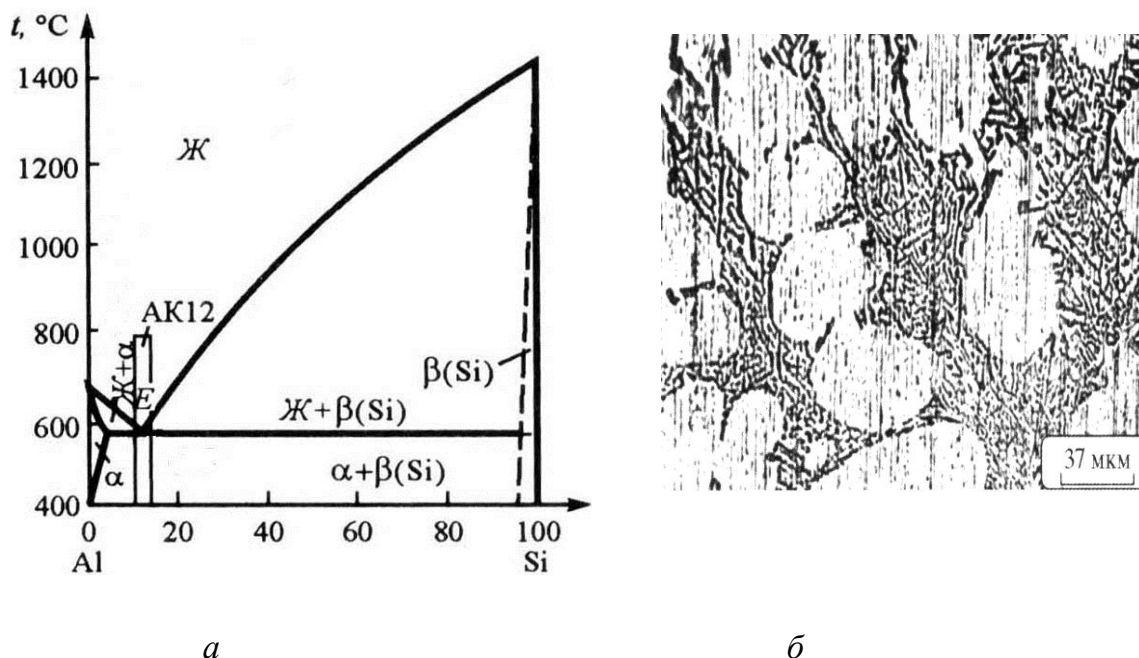 t, °C
1400
1200
1000
800
600
400
Ж
АК12
Ж+α
E
β(Si)
Ж+β(Si)
α
α+β(Si)
0 20 40 60 80 100
Al Si
37 мкм
а б